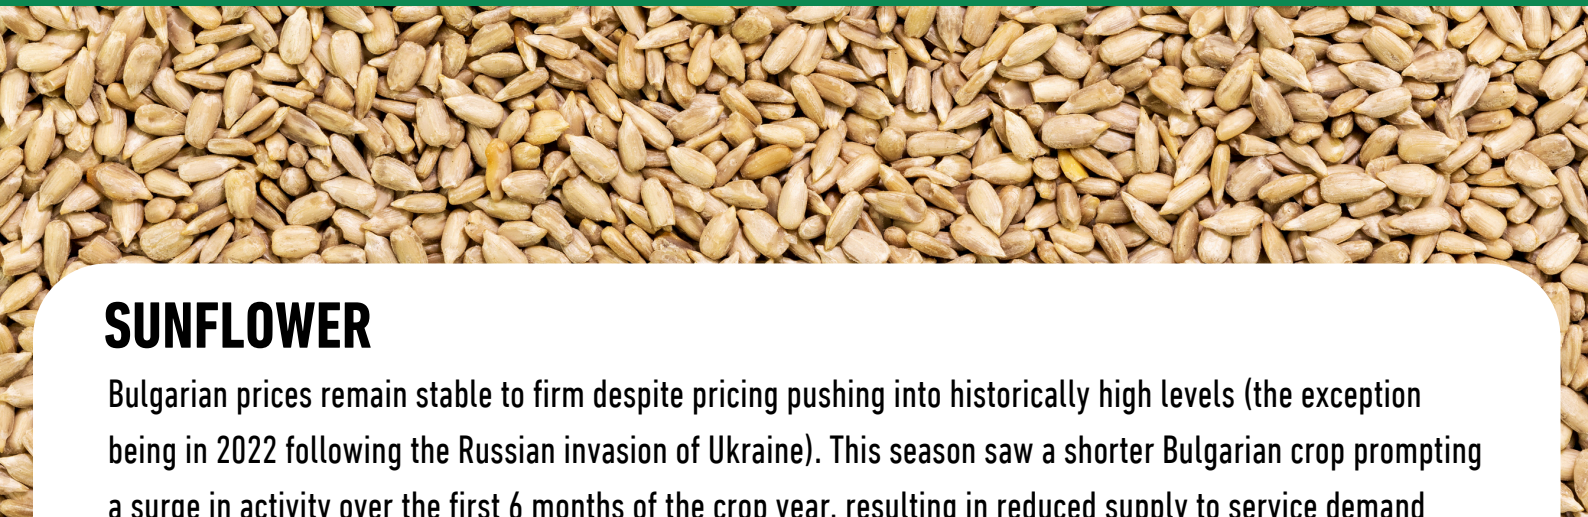 SUNFLOWER
Bulgarian prices remain stable to firm despite pricing pushing into historically high levels (the exception
being in 2022 following the Russian invasion of Ukraine). This season saw a shorter Bulgarian crop prompting
a surge in activity over the first 6 months of the crop year, resulting in reduced supply to service demand